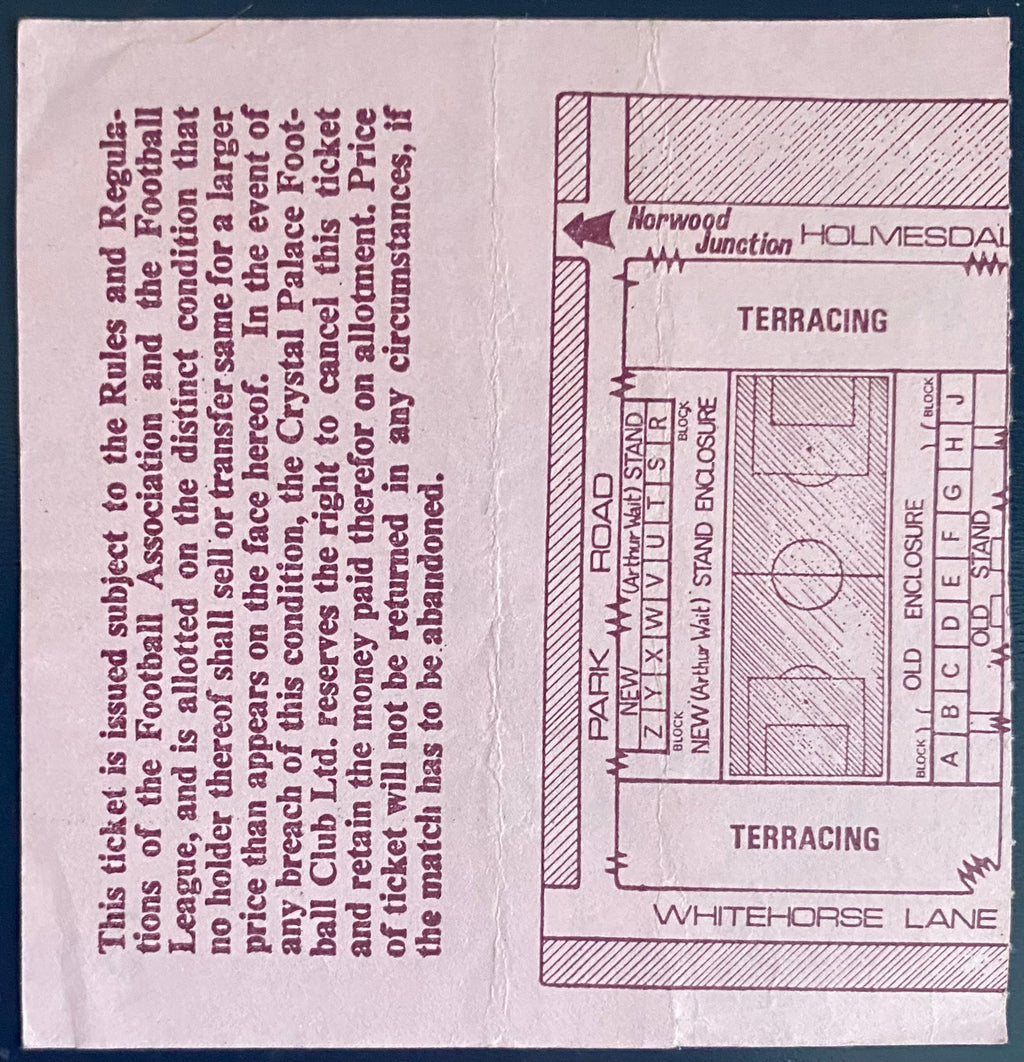 This ticket is issued subject to the Rules and Regula-
tions of the Football Association and the Football
League, and is allotted on the distinct condition that
no holder thereof shall sell or transfer same for a larger
price than appears on the face hereof. In the event of
any breach of this condition, the Crystal Palace Foot-
ball Club Ltd. reserves the right to cancel this ticket
and retain the money paid therefor on allotment. Price
of ticket will not be returned in any circumstances, if
the match has to be abandoned.
Norwood
Junction
HOLMESDAL
TERRACING
PARK ROAD
NEW (Arthur Wait) STAND
Z Y X W V U T S R
BLOCK
BLOCK
NEW (Arthur Wait) STAND ENCLOSURE
OLD ENCLOSURE
BLOCK
BLOCK
A B C D E F G H J
OLD STAND
TERRACING
WHITEHORSE LANE